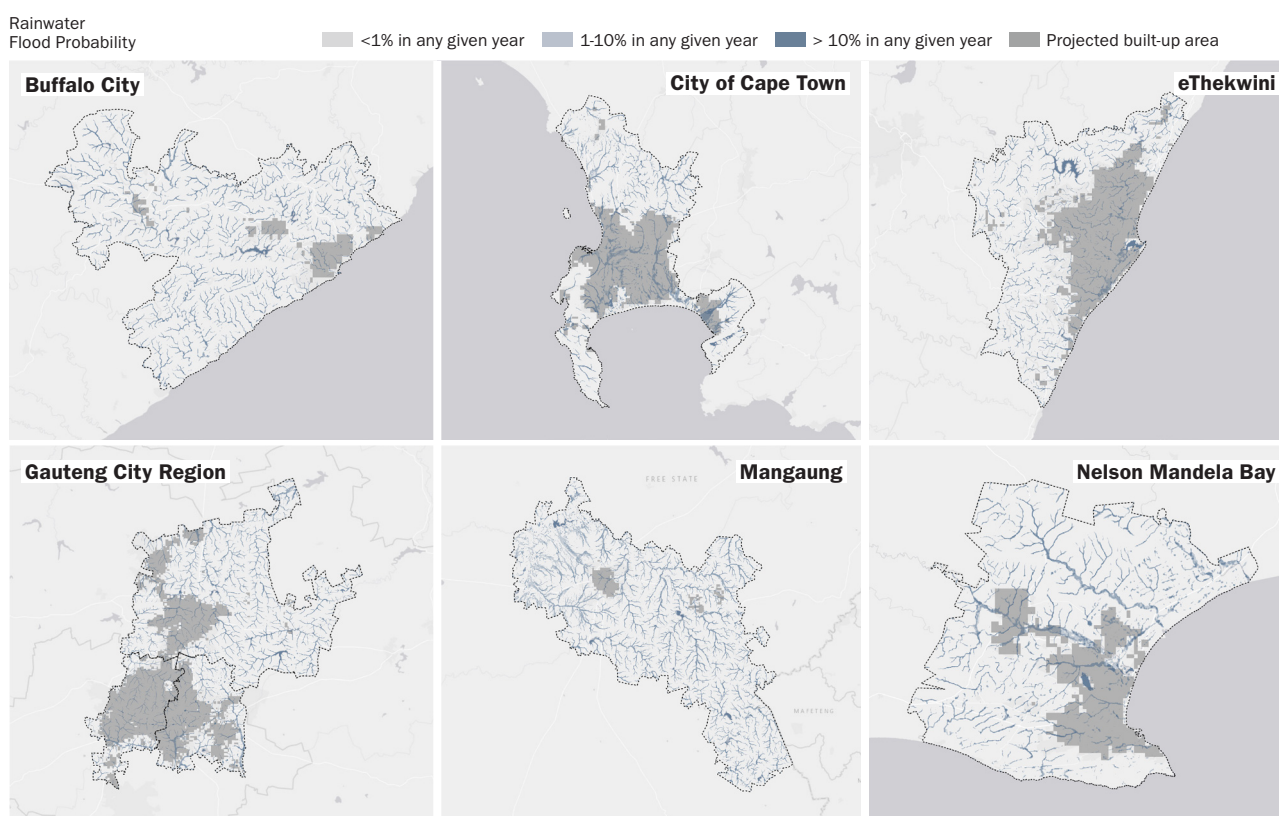 Rainwater
Flood Probability
<1% in any given year
1-10% in any given year
> 10% in any given year
Projected built-up area
Buffalo City
City of Cape Town
eThekwini
Gauteng City Region
Mangaung
FREE STATE
MAFETENG
Nelson Mandela Bay